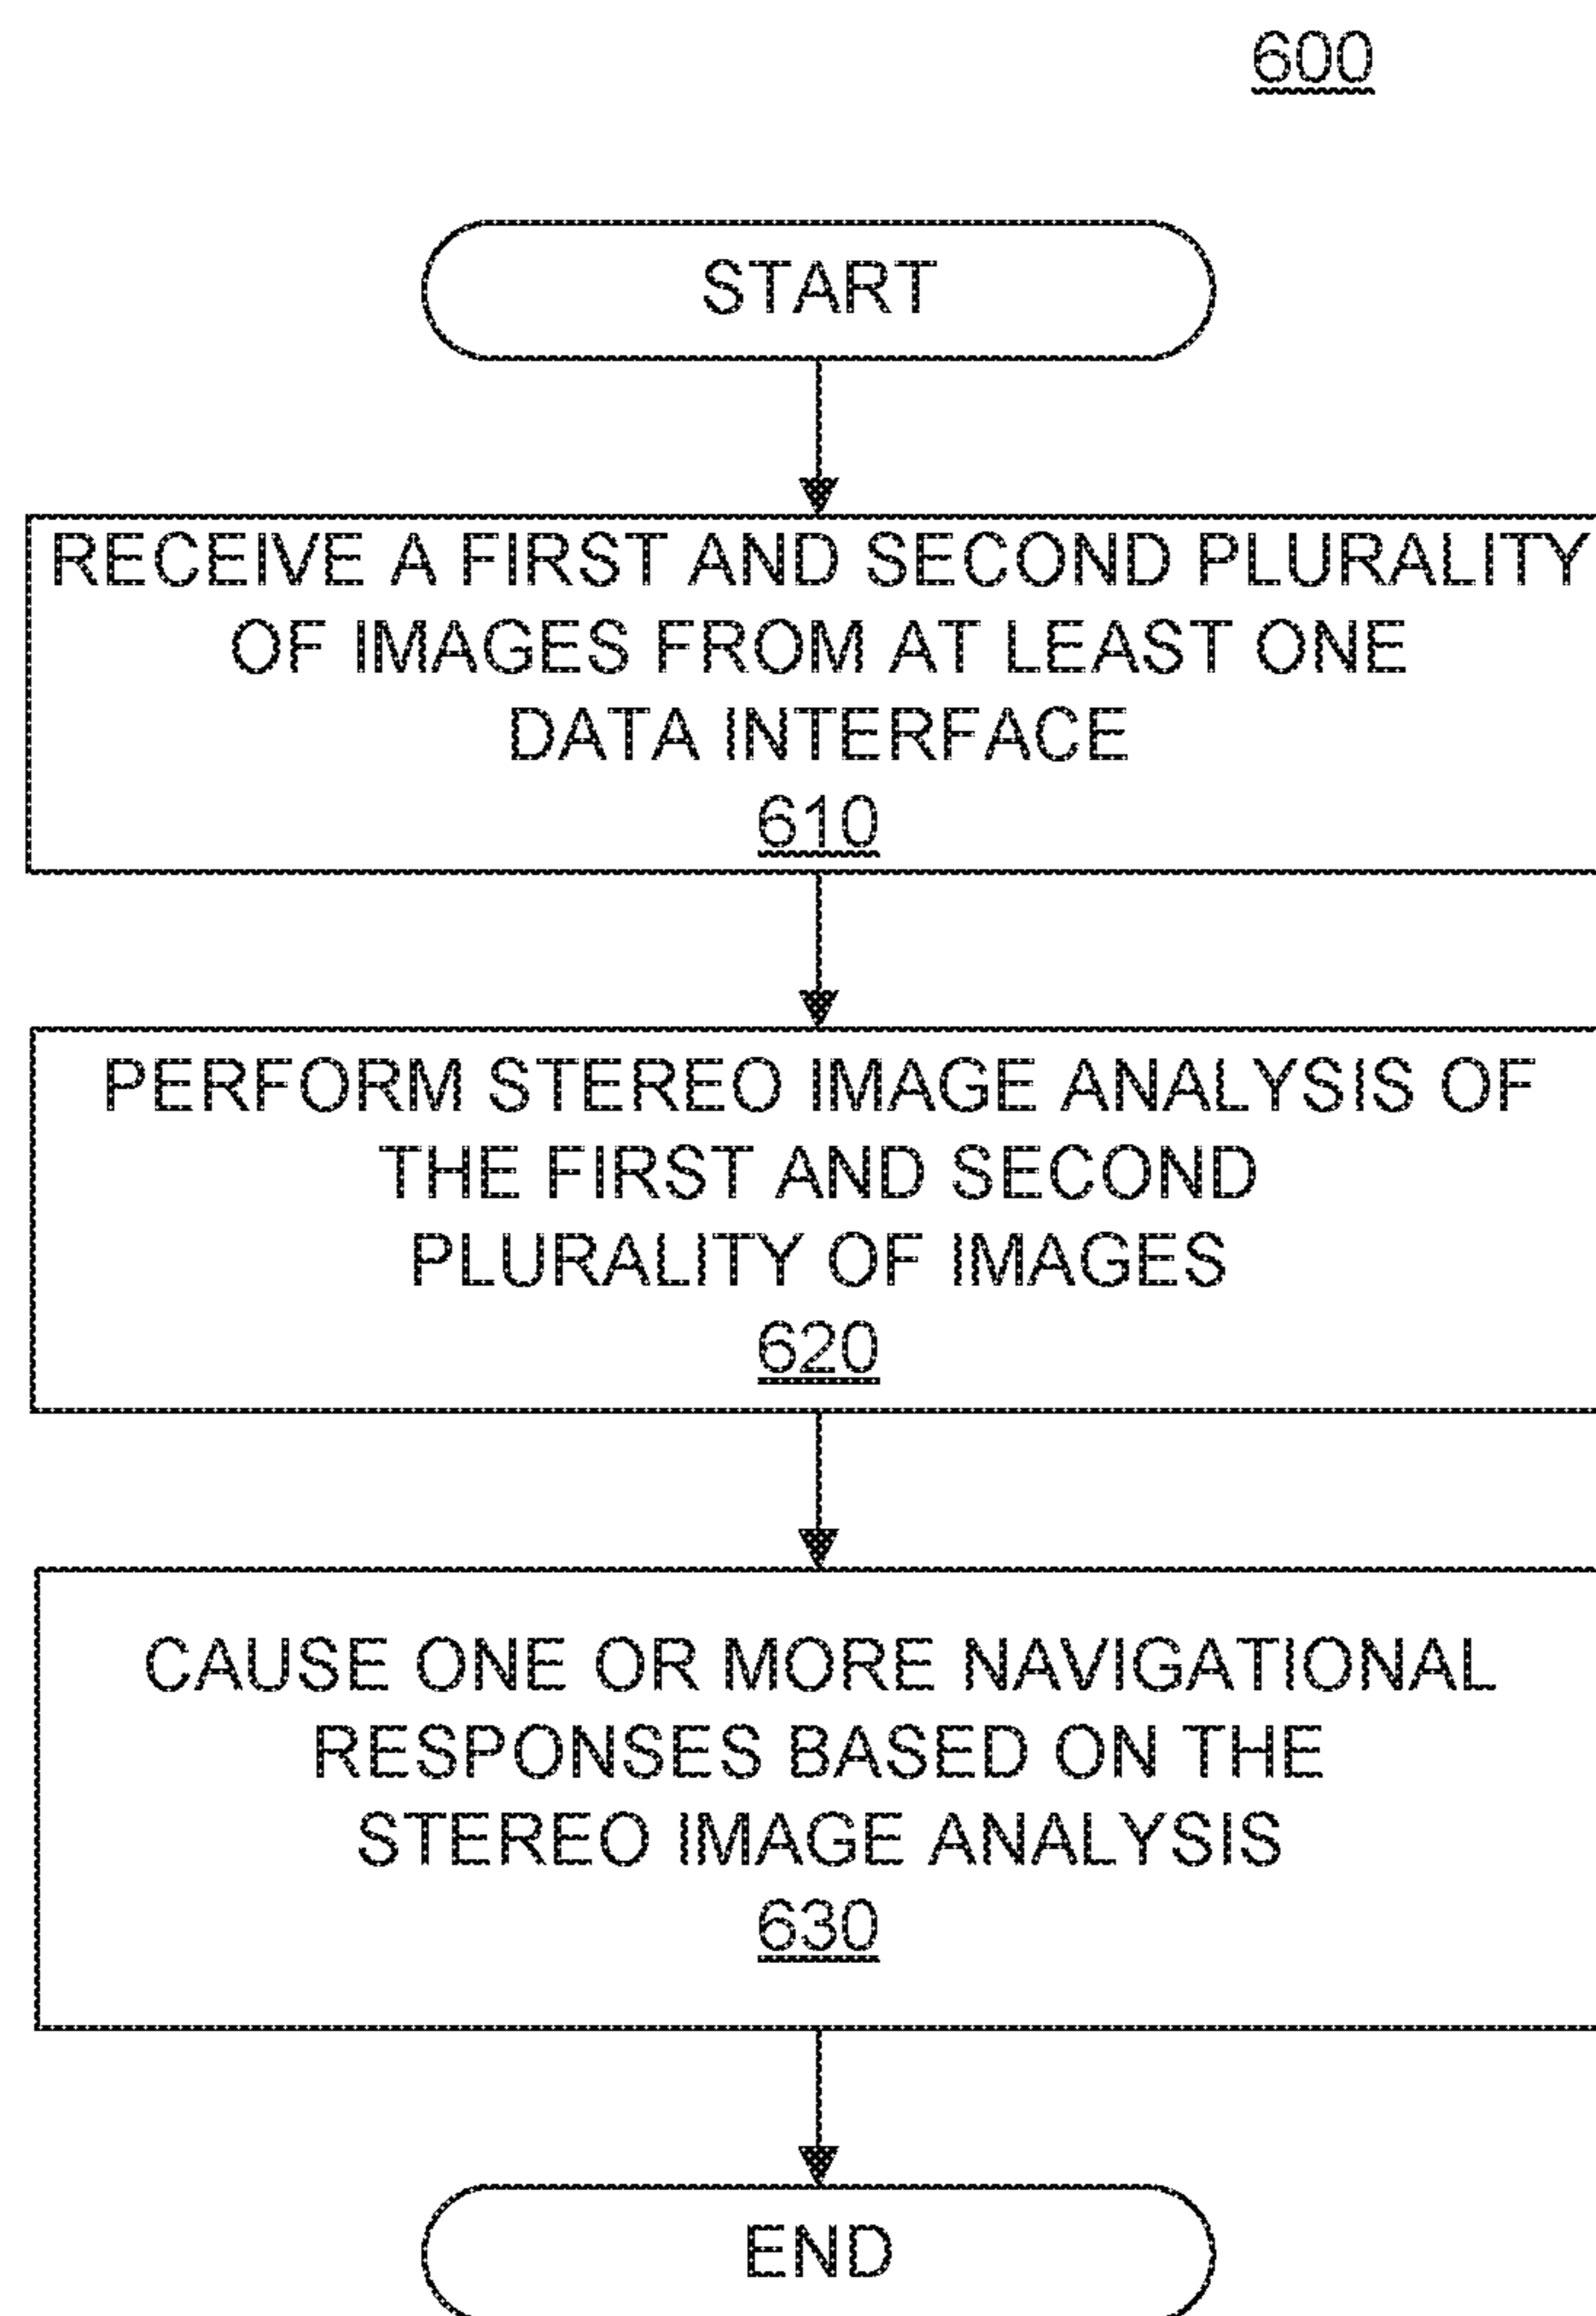 600
START
RECEIVE A FIRST AND SECOND PLURALITY
OF IMAGES FROM AT LEAST ONE
DATA INTERFACE
610
PERFORM STEREO IMAGE ANALYSIS OF
THE FIRST AND SECOND
PLURALITY OF IMAGES
620
CAUSE ONE OR MORE NAVIGATIONAL
RESPONSES BASED ON THE
STEREO IMAGE ANALYSIS
630
END